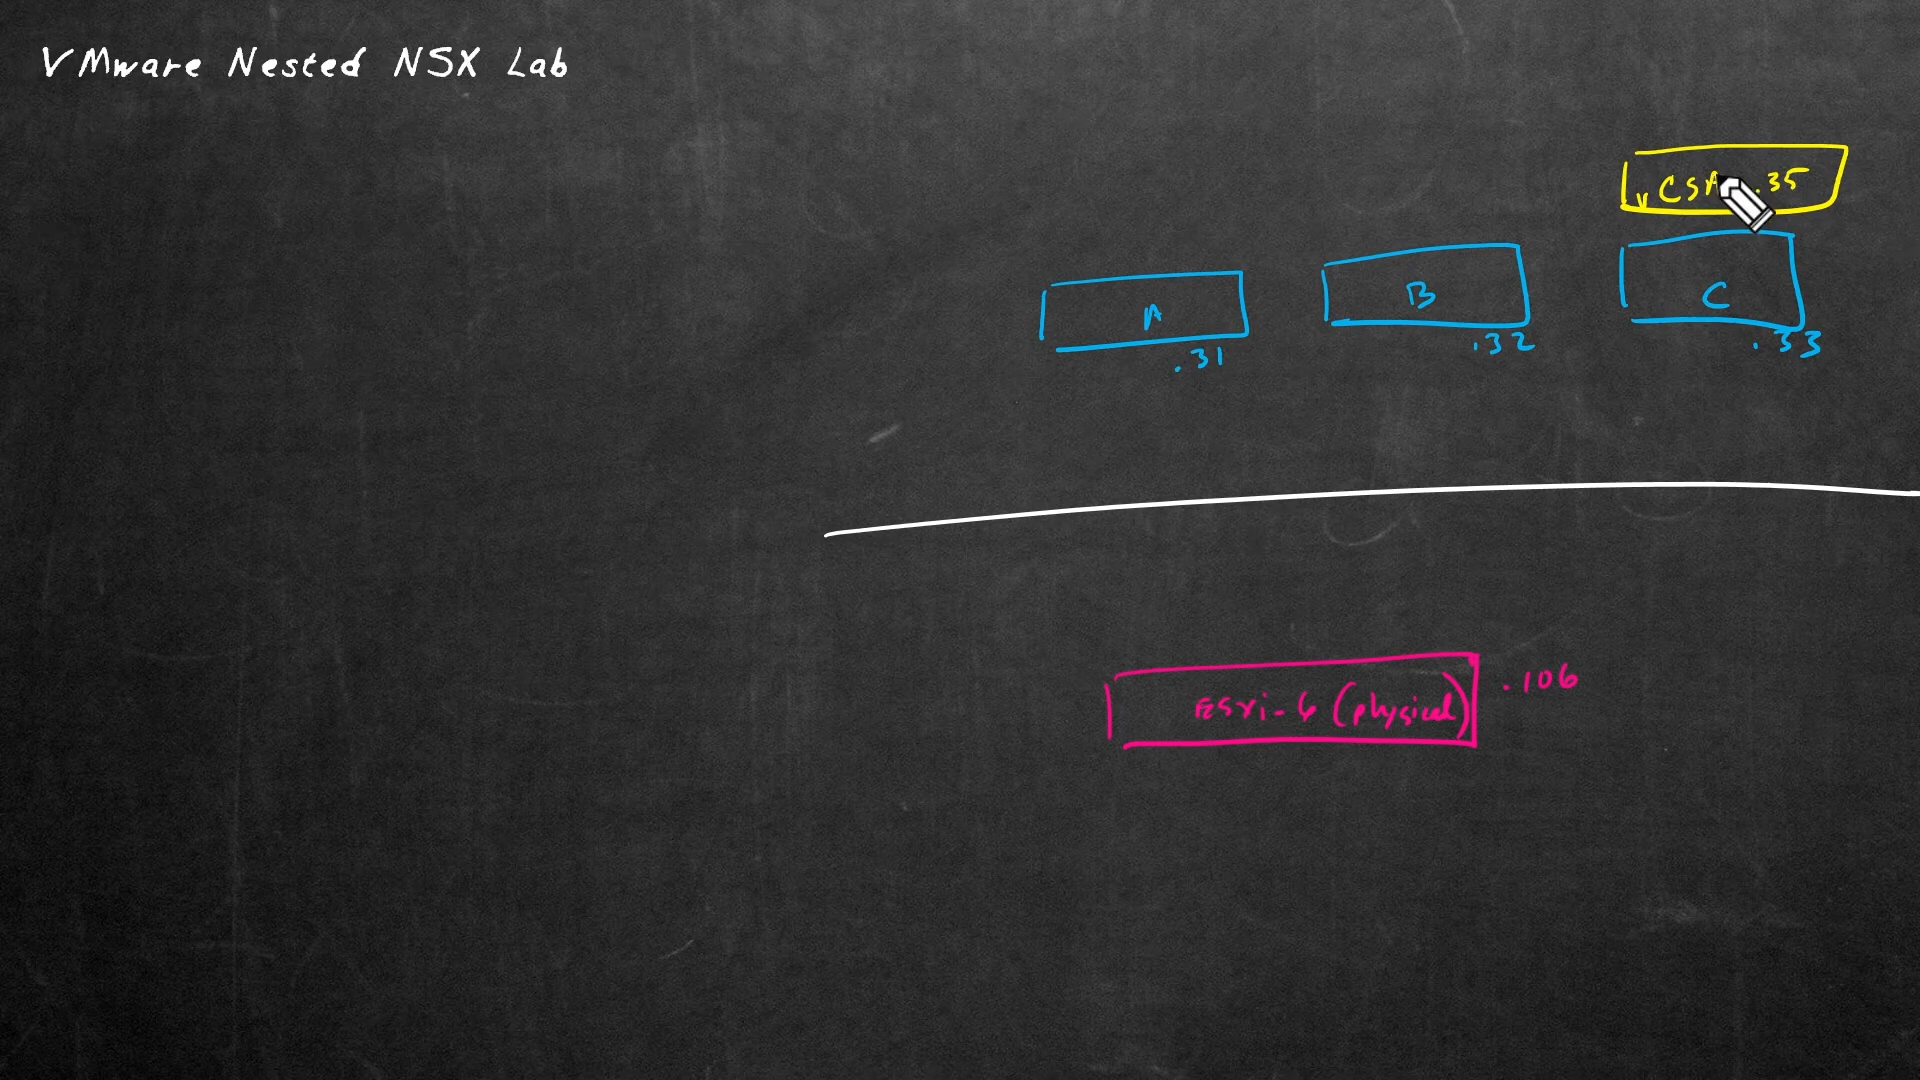 VMware Nested NSX Lab
vCSA .35
A
B
C
.31
.32
.33
ESXi-6 (physical)
.106